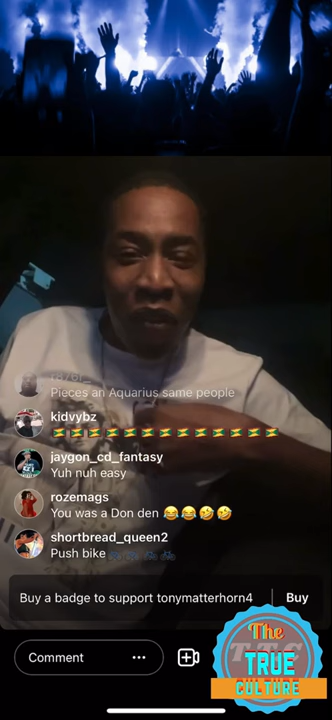 Pieces an Aquarius same people
kidvybz
jaygon_cd_fantasy
Yuh nuh easy
rozemags
You was a Don den 😂😂🤣🤣
shortbread_queen2
Push bike 🚲🚲🚲🚲
Buy a badge to support tonymatterhorn4
Buy
Comment
The
TRUE
CULTURE